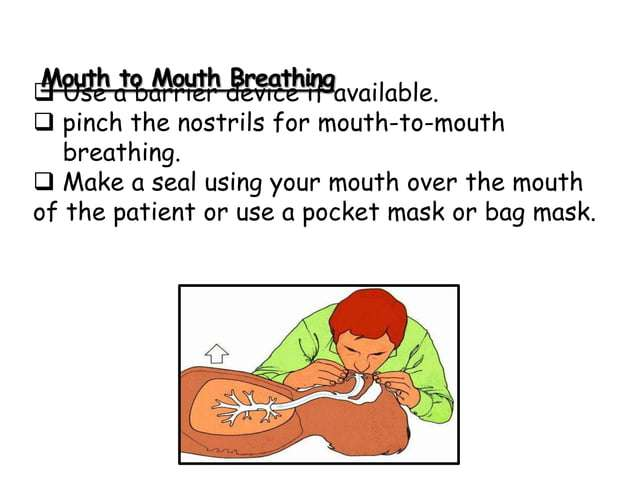 Mouth to Mouth Breathing
❑ Use a barrier device if available.
❑ pinch the nostrils for mouth-to-mouth
breathing.
❑ Make a seal using your mouth over the mouth
of the patient or use a pocket mask or bag mask.